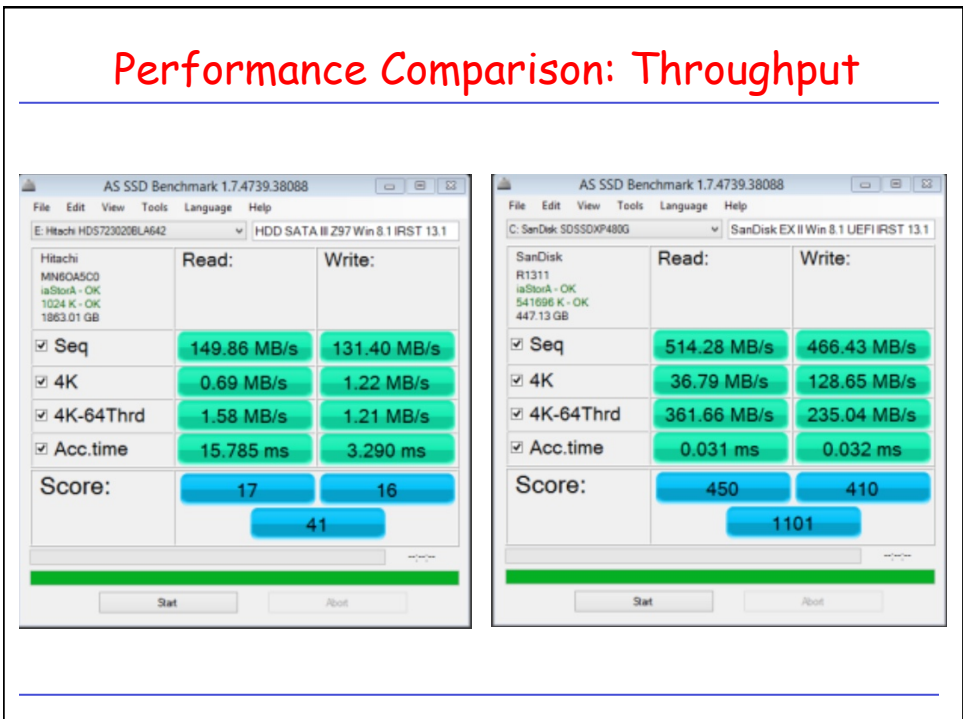 Performance Comparison: Throughput
AS SSD Benchmark 1.7.4739.38088
File Edit View Tools Language Help
E: Hitachi HDS723020BLA642
HDD SATA III Z97 Win 8.1 IRST 13.1
Hitachi
MN6OA5C0
iaStorA - OK
1024 K - OK
1863.01 GB
Read: Write:
Seq 149.86 MB/s 131.40 MB/s
4K 0.69 MB/s 1.22 MB/s
4K-64Thrd 1.58 MB/s 1.21 MB/s
Acc.time 15.785 ms 3.290 ms
Score: 17 16
41
--:--:--
Start Abort
AS SSD Benchmark 1.7.4739.38088
File Edit View Tools Language Help
C: SanDisk SDSSDXP480G
SanDisk EX II Win 8.1 UEFI IRST 13.1
SanDisk
R1311
iaStorA - OK
541696 K - OK
447.13 GB
Read: Write:
Seq 514.28 MB/s 466.43 MB/s
4K 36.79 MB/s 128.65 MB/s
4K-64Thrd 361.66 MB/s 235.04 MB/s
Acc.time 0.031 ms 0.032 ms
Score: 450 410
1101
--:--:--
Start Abort